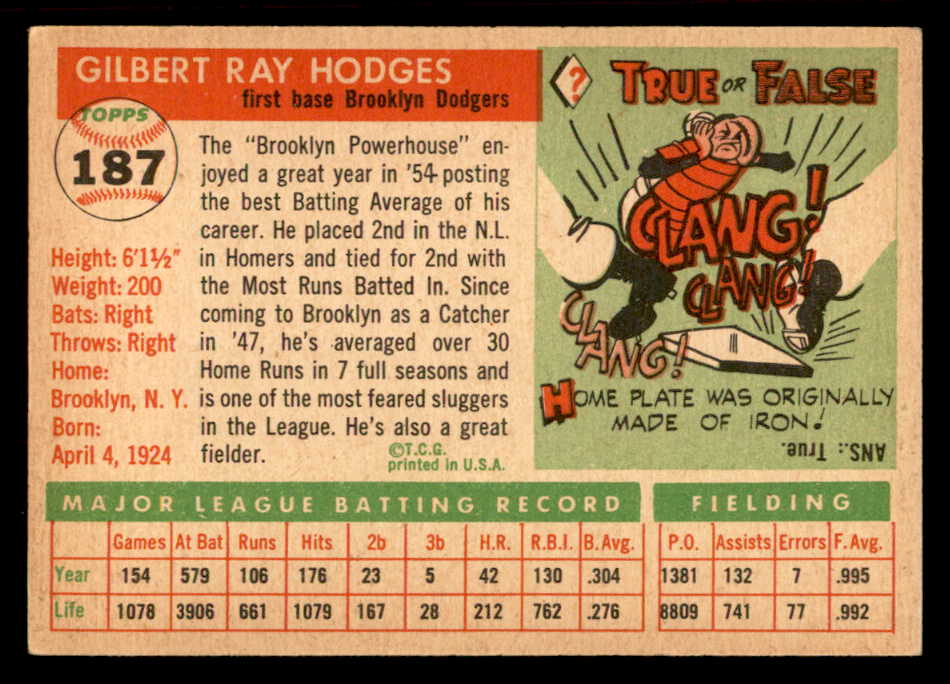 GILBERT RAY HODGES
first base Brooklyn Dodgers
TOPPS
187
Height: 6'1½"
Weight: 200
Bats: Right
Throws: Right
Home:
Brooklyn, N. Y.
Born:
April 4, 1924
The "Brooklyn Powerhouse" en-
joyed a great year in '54 posting
the best Batting Average of his
career. He placed 2nd in the N.L.
in Homers and tied for 2nd with
the Most Runs Batted In. Since
coming to Brooklyn as a Catcher
in '47, he's averaged over 30
Home Runs in 7 full seasons and
is one of the most feared sluggers
in the League. He's also a great
fielder.
©T.C.G.
printed in U.S.A.
?
TRUE OR FALSE
CLANG!
CLANG!
CLANG!
HOME PLATE WAS ORIGINALLY
MADE OF IRON!
ANS.: True.
MAJOR LEAGUE BATTING RECORD FIELDING
Games At Bat Runs Hits 2b 3b H.R. R.B.I. B. Avg. P.O. Assists Errors F. Avg.
Year 154 579 106 176 23 5 42 130 .304 1381 132 7 .995
Life 1078 3906 661 1079 167 28 212 762 .276 8809 741 77 .992